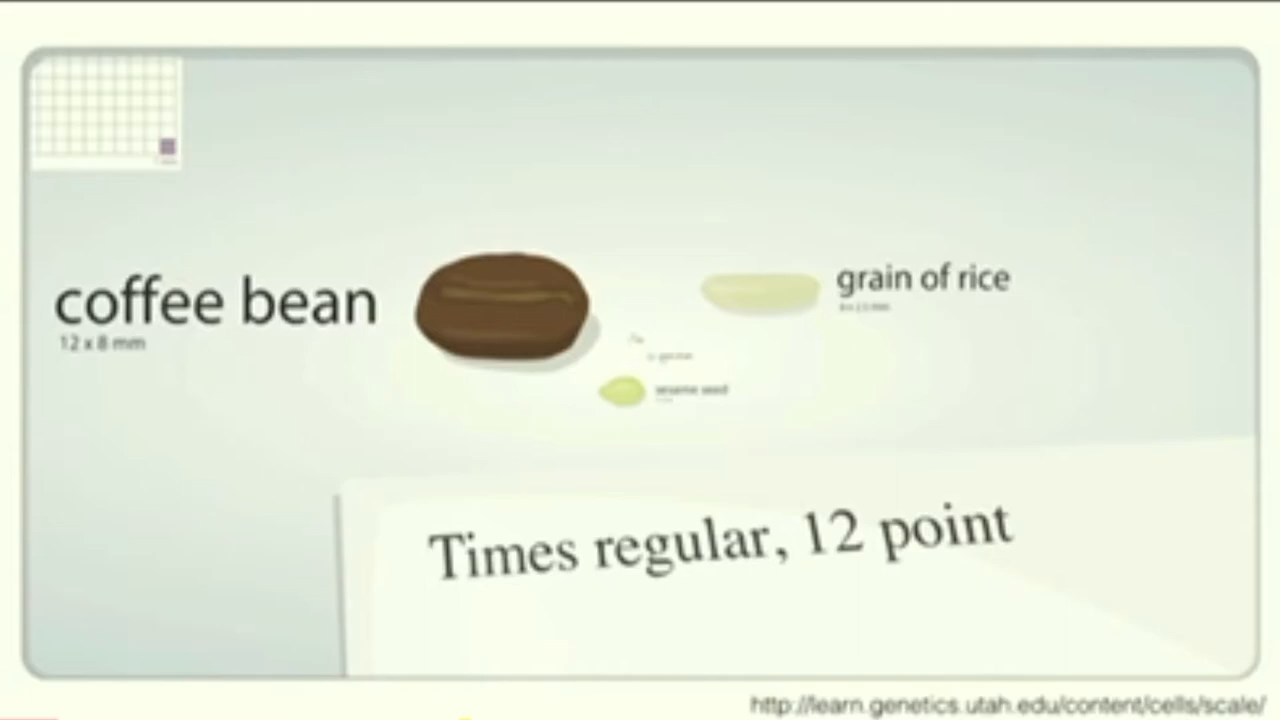 coffee bean
12 x 8 mm
grain of rice
sesame seed
Times regular, 12 point
http://learn.genetics.utah.edu/content/cells/scale/